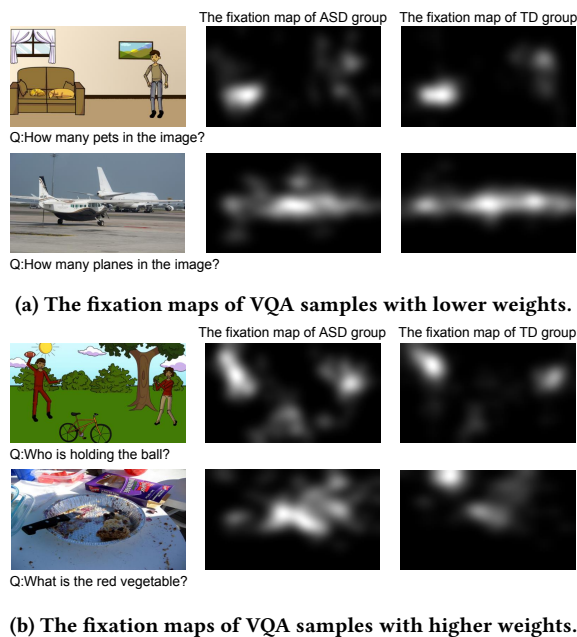 The fixation map of ASD group The fixation map of TD group
Q:How many pets in the image?
Q:How many planes in the image?
(a) The fixation maps of VQA samples with lower weights.
The fixation map of ASD group The fixation map of TD group
Q:Who is holding the ball?
Q:What is the red vegetable?
(b) The fixation maps of VQA samples with higher weights.